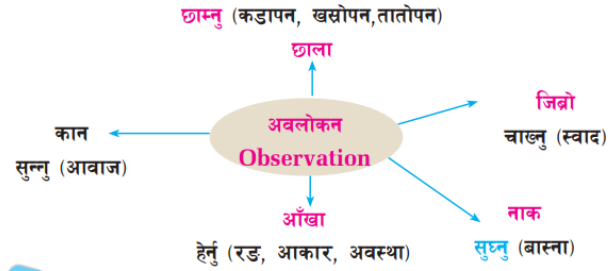 छाम्नु (कडापन, खस्रोपन,तातोपन)
छाला
जिब्रो
चाख्नु (स्वाद)
अवलोकन
Observation
कान
सुन्नु (आवाज)
आँखा
हेर्नु (रङ, आकार, अवस्था)
नाक
सुघ्नु (बास्ना)